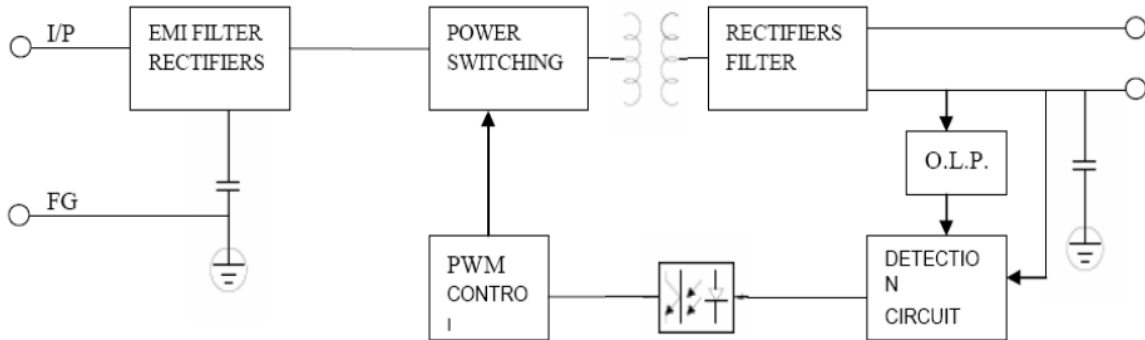 I/P
EMI FILTER
RECTIFIERS
POWER
SWITCHING
RECTIFIERS
FILTER
O.L.P.
FG
PWM
CONTRO
l
DETECTIO
N
CIRCUIT